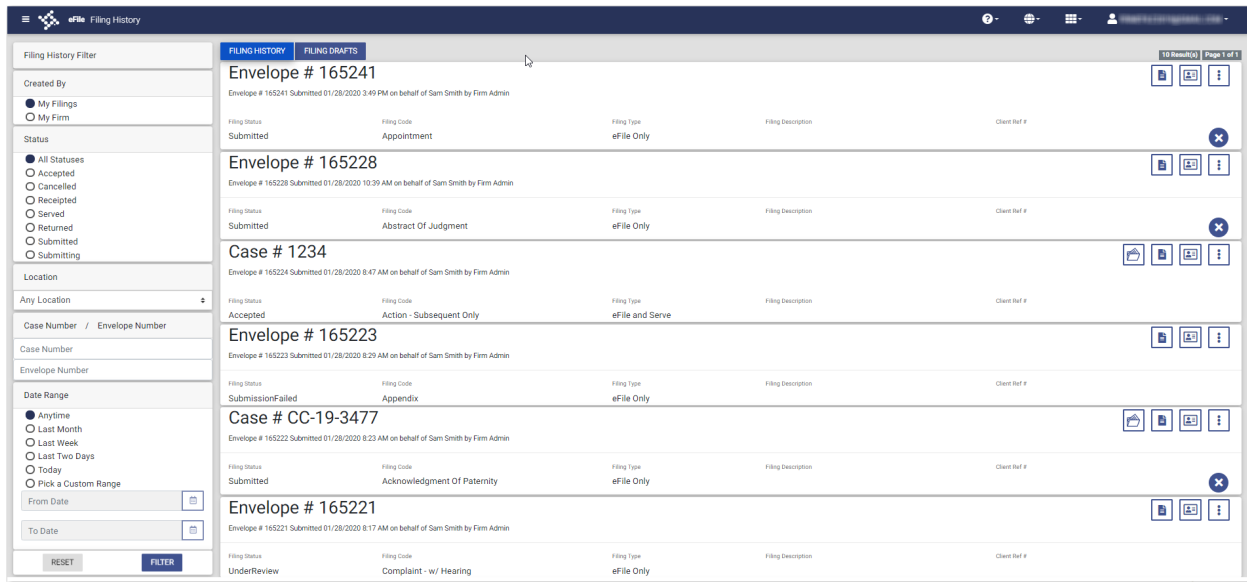 eFile Filing History
Filing History Filter
Created By
My Filings
My Firm
Status
All Statuses
Accepted
Cancelled
Receipted
Served
Returned
Submitted
Submitting
Location
Any Location
Case Number / Envelope Number
Case Number
Envelope Number
Date Range
Anytime
Last Month
Last Week
Last Two Days
Today
Pick a Custom Range
From Date
To Date
RESET FILTER
FILING HISTORY FILING DRAFTS
10 Result(s) Page 1 of 1
Envelope # 165241
Envelope # 165241 Submitted 01/28/2020 3:49 PM on behalf of Sam Smith by Firm Admin
Filing Status Filing Code Filing Type Filing Description Client Ref #
Submitted Appointment eFile Only
Envelope # 165228
Envelope # 165228 Submitted 01/28/2020 10:39 AM on behalf of Sam Smith by Firm Admin
Filing Status Filing Code Filing Type Filing Description Client Ref #
Submitted Abstract Of Judgment eFile Only
Case # 1234
Envelope # 165224 Submitted 01/28/2020 8:47 AM on behalf of Sam Smith by Firm Admin
Filing Status Filing Code Filing Type Filing Description Client Ref #
Accepted Action - Subsequent Only eFile and Serve
Envelope # 165223
Envelope # 165223 Submitted 01/28/2020 8:29 AM on behalf of Sam Smith by Firm Admin
Filing Status Filing Code Filing Type Filing Description Client Ref #
SubmissionFailed Appendix eFile Only
Case # CC-19-3477
Envelope # 165222 Submitted 01/28/2020 8:23 AM on behalf of Sam Smith by Firm Admin
Filing Status Filing Code Filing Type Filing Description Client Ref #
Submitted Acknowledgment Of Paternity eFile Only
Envelope # 165221
Envelope # 165221 Submitted 01/28/2020 8:17 AM on behalf of Sam Smith by Firm Admin
Filing Status Filing Code Filing Type Filing Description Client Ref #
UnderReview Complaint - w/ Hearing eFile Only